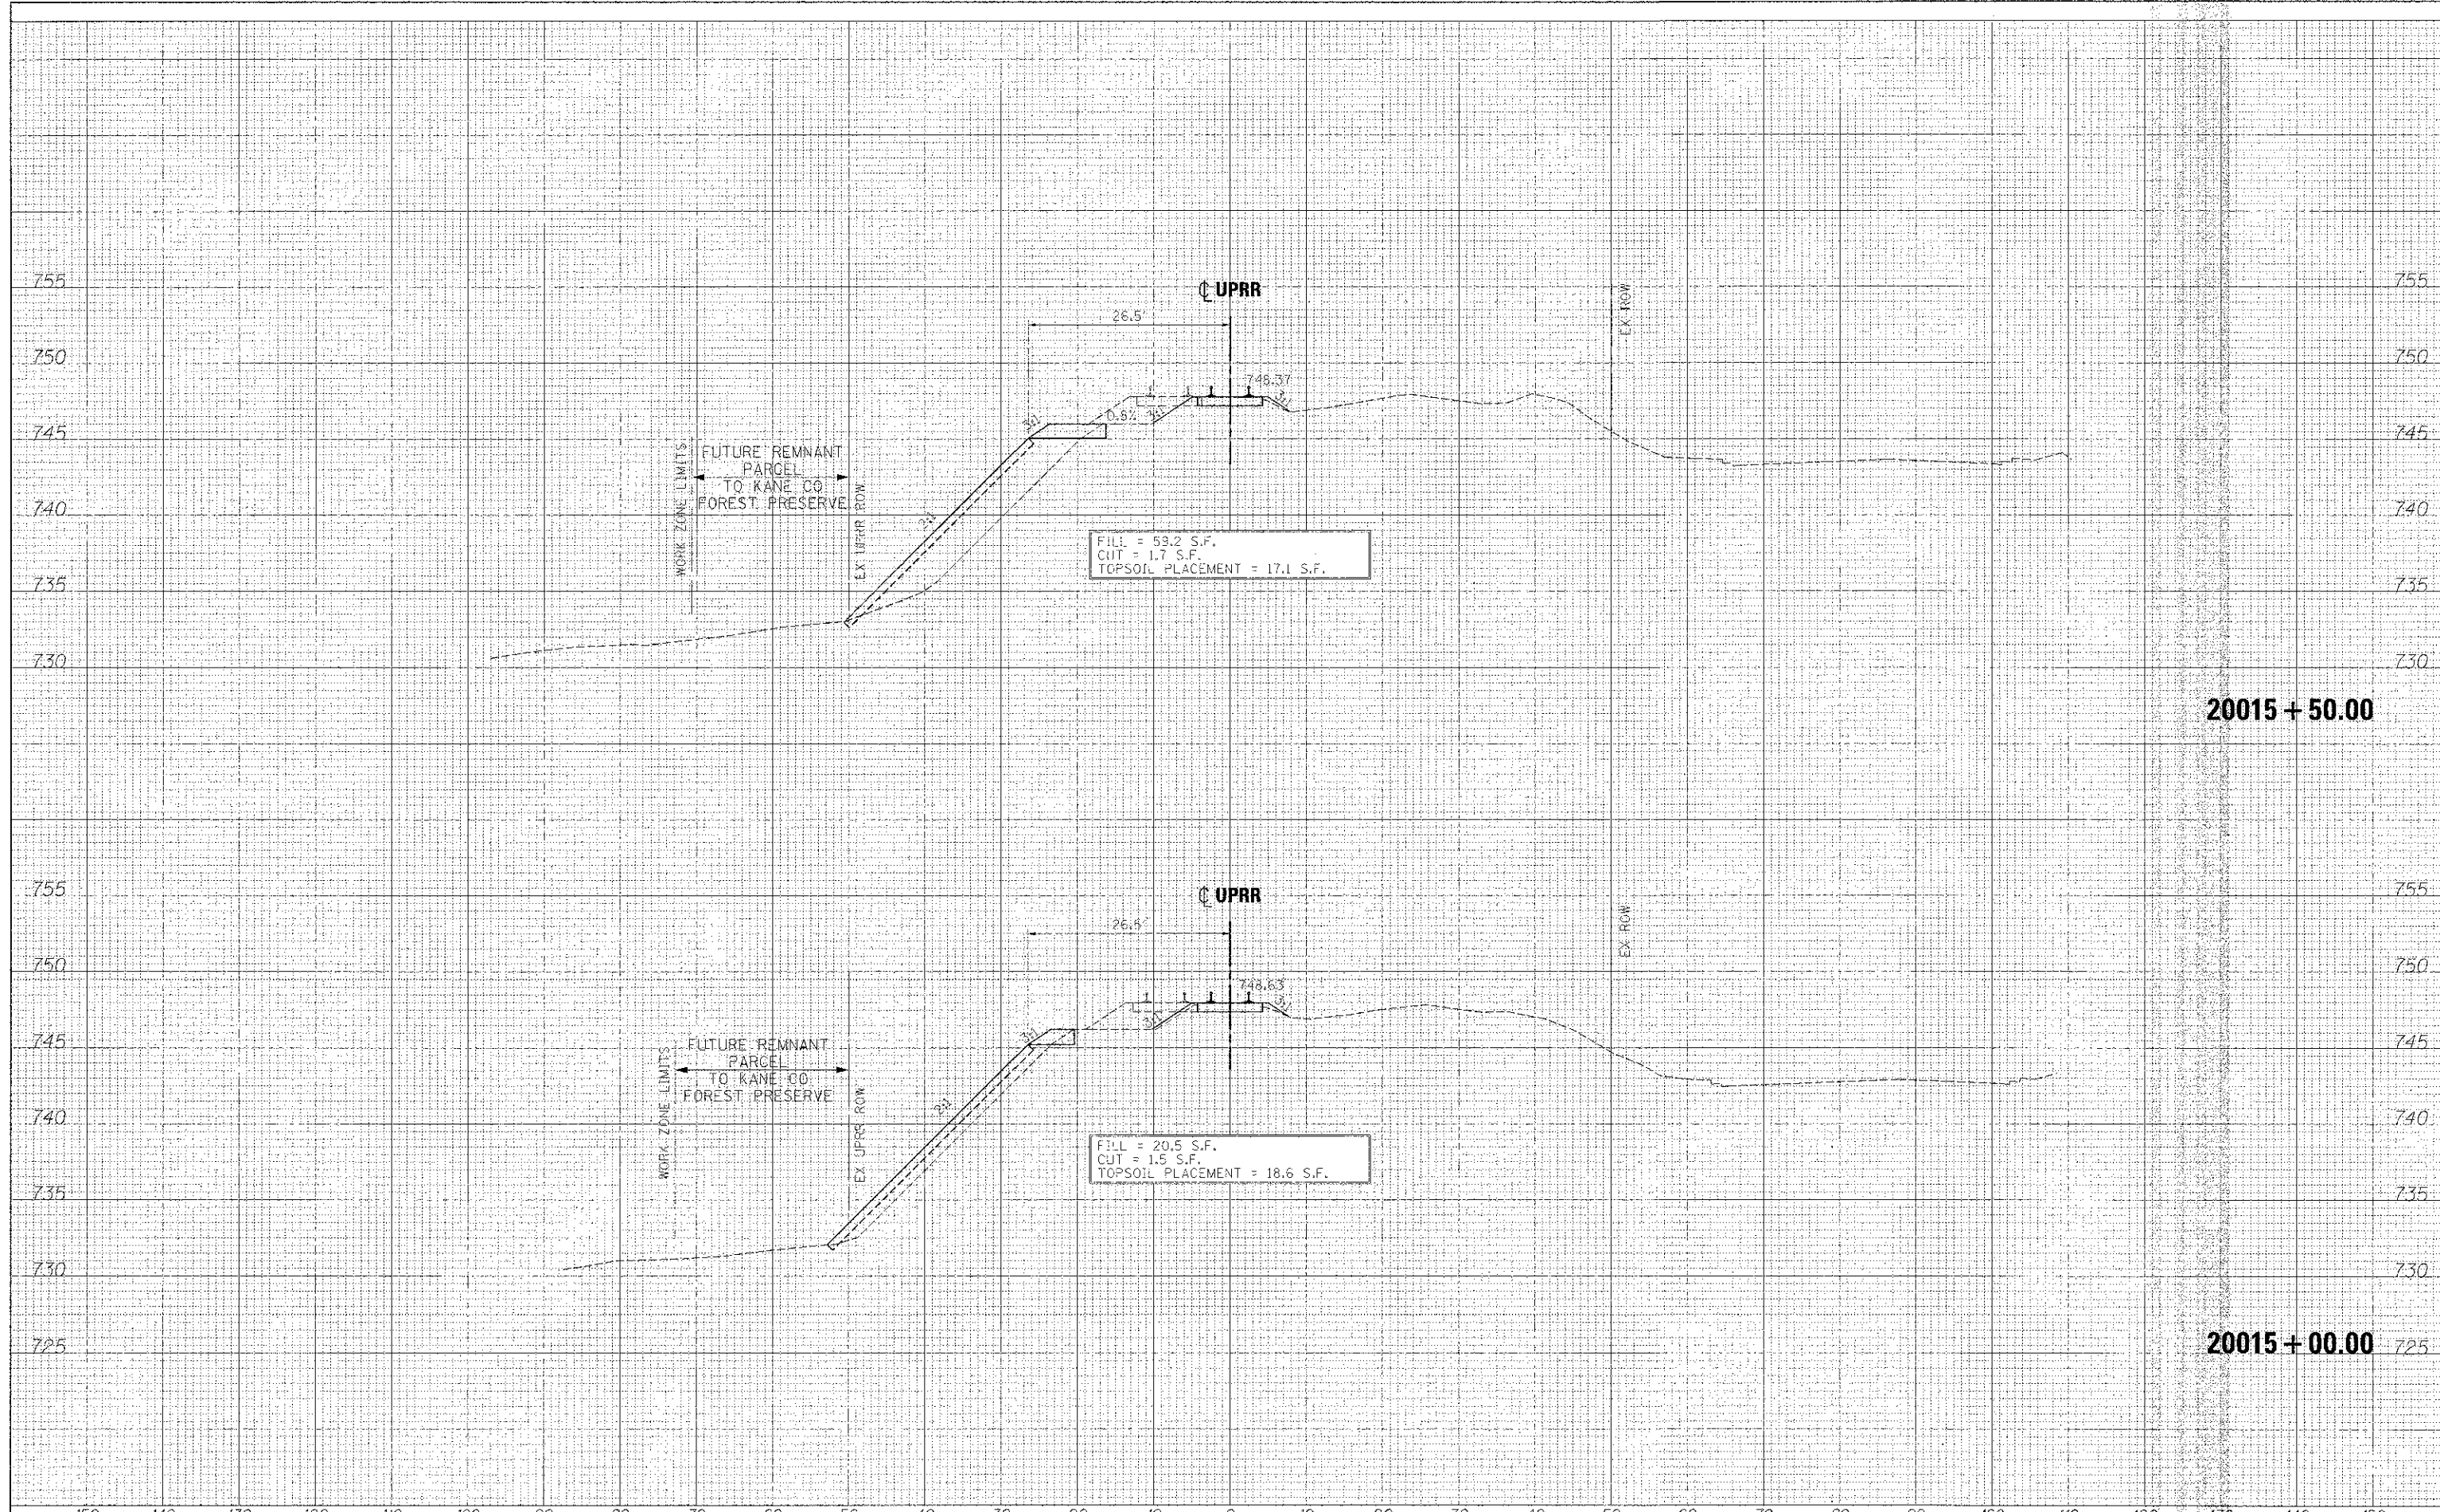 755
755
℄ UPRR
EX ROW
26.5'
750
750
748.37
3:1
0.8%
3:1
3:1
745
745
WORK ZONE LIMITS
FUTURE REMNANT
PARCEL
TO KANE CO
FOREST PRESERVE
EX UPRR ROW
740
740
2:1
FILL = 59.2 S.F.
CUT = 1.7 S.F.
TOPSOIL PLACEMENT = 17.1 S.F.
735
735
730
730
20015 + 50.00
755
755
℄ UPRR
EX ROW
26.5'
750
750
748.63
3:1
3:1
3:1
745
745
WORK ZONE LIMITS
FUTURE REMNANT
PARCEL
TO KANE CO
FOREST PRESERVE
EX UPRR ROW
740
740
2:1
FILL = 20.5 S.F.
CUT = 1.5 S.F.
TOPSOIL PLACEMENT = 18.6 S.F.
735
735
730
730
725
20015 + 00.00
725